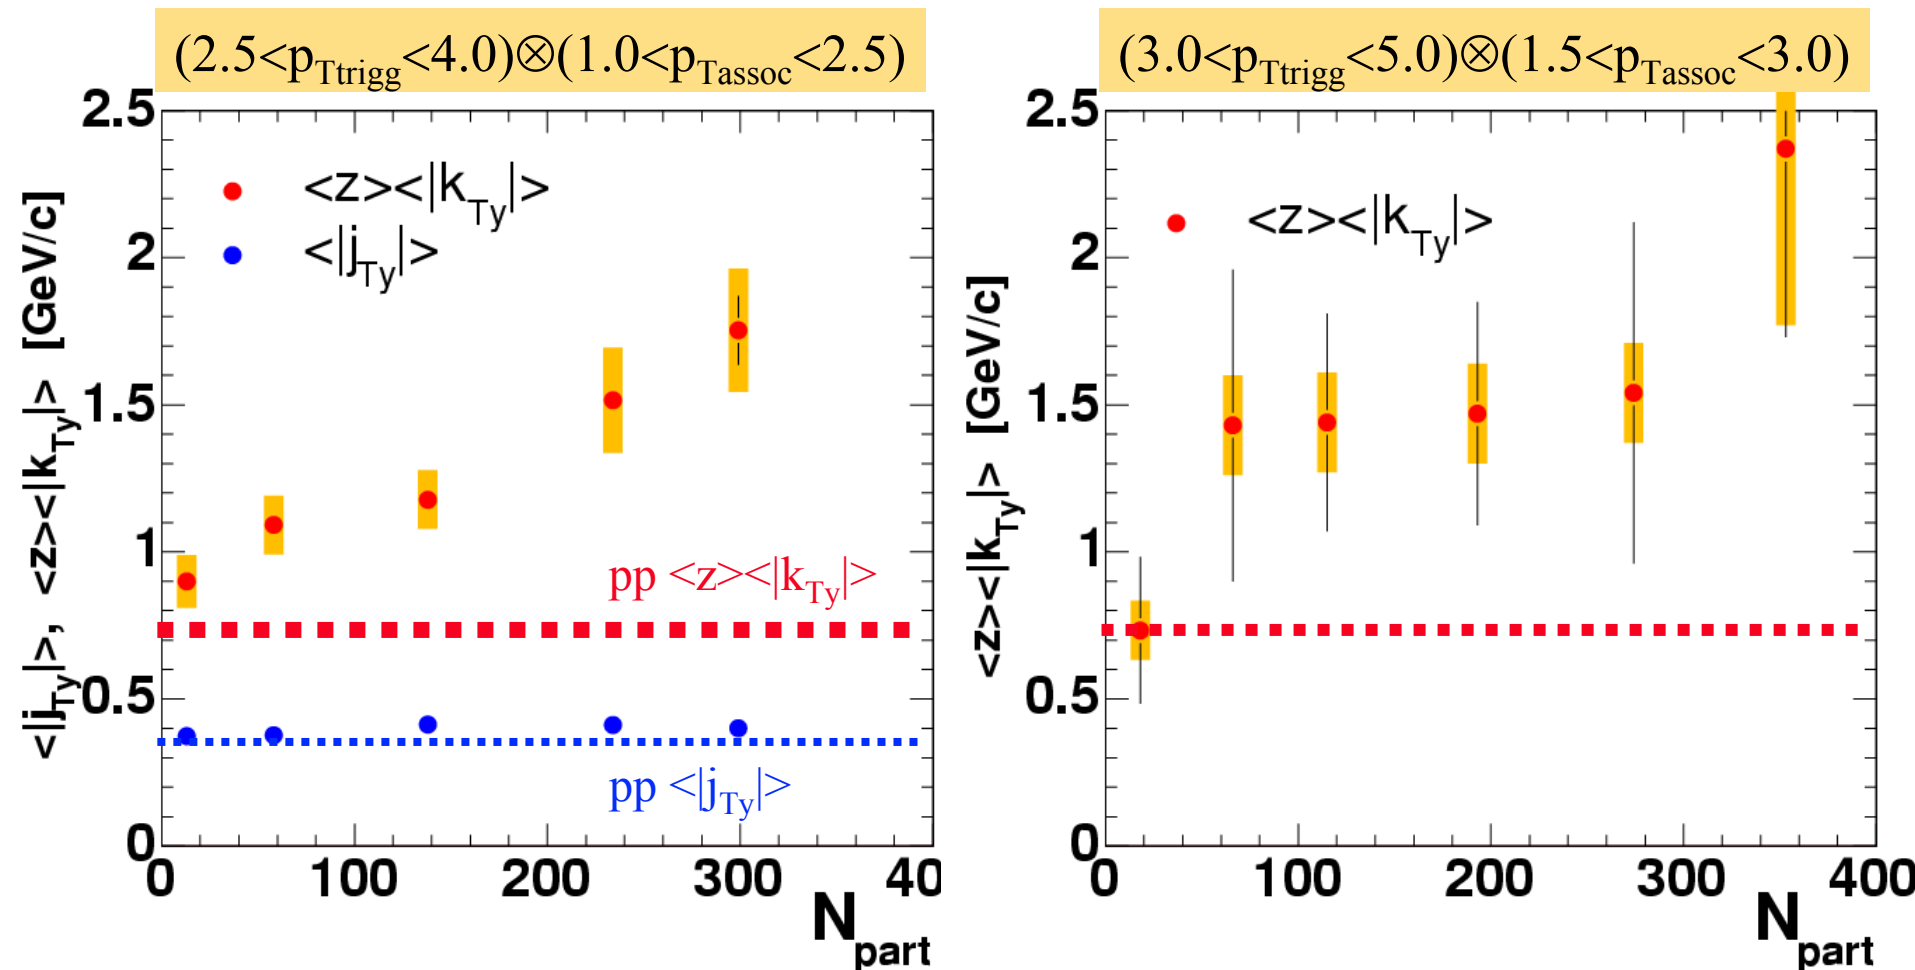 (2.5<pTtrigg<4.0)⊗(1.0<pTassoc<2.5)
<|jTy|>, <z><|kTy|> [GeV/c]
2.5
2
1.5
1
0.5
0
<z><|kTy|>
<|jTy|>
pp <z><|kTy|>
pp <|jTy|>
0 100 200 300 40
Npart
(3.0<pTtrigg<5.0)⊗(1.5<pTassoc<3.0)
<z><|kTy|> [GeV/c]
2.5
2
1.5
1
0.5
0
<z><|kTy|>
0 100 200 300 400
Npart